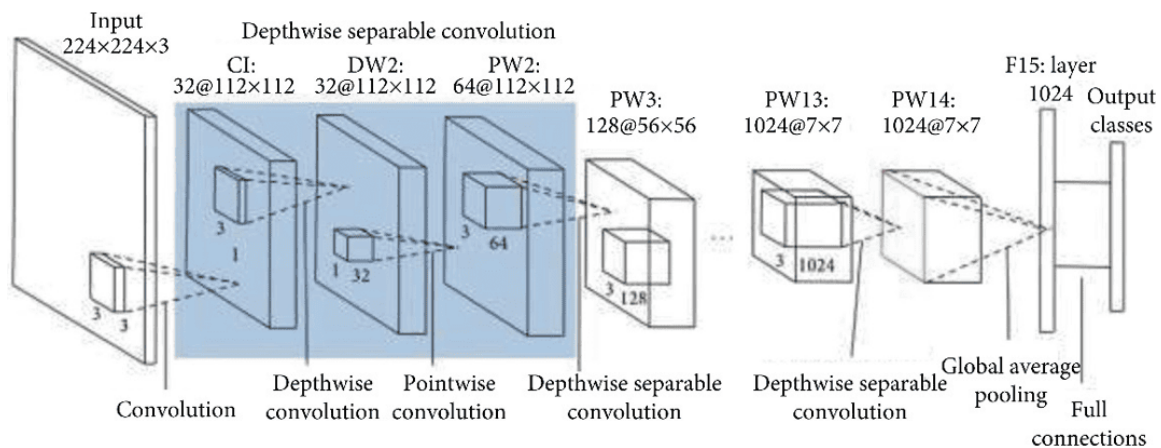 Input
224×224×3
Depthwise separable convolution
CI:
32@112×112
DW2:
32@112×112
PW2:
64@112×112
PW3:
128@56×56
PW13:
1024@7×7
PW14:
1024@7×7
F15: layer
1024
Output
classes
3
3
3
1
1
32
3
64
3
128
...
3
1024
Convolution
Depthwise
convolution
Pointwise
convolution
Depthwise separable
convolution
Depthwise separable
convolution
Global average
pooling
Full
connections